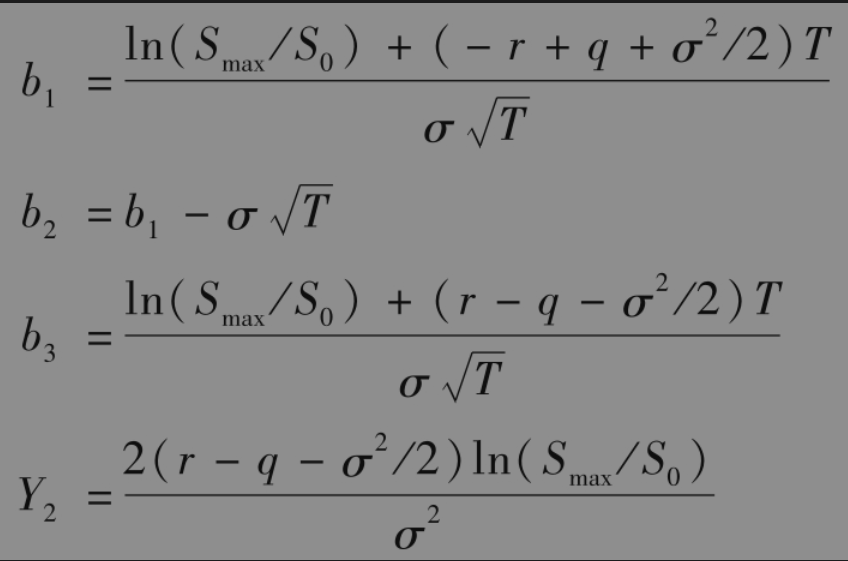 b₁ = (ln(S_max/S₀) + (−r + q + σ²/2)T) / (σ√T)
b₂ = b₁ − σ√T
b₃ = (ln(S_max/S₀) + (r − q − σ²/2)T) / (σ√T)
Y₂ = (2(r − q − σ²/2)ln(S_max/S₀)) / σ²